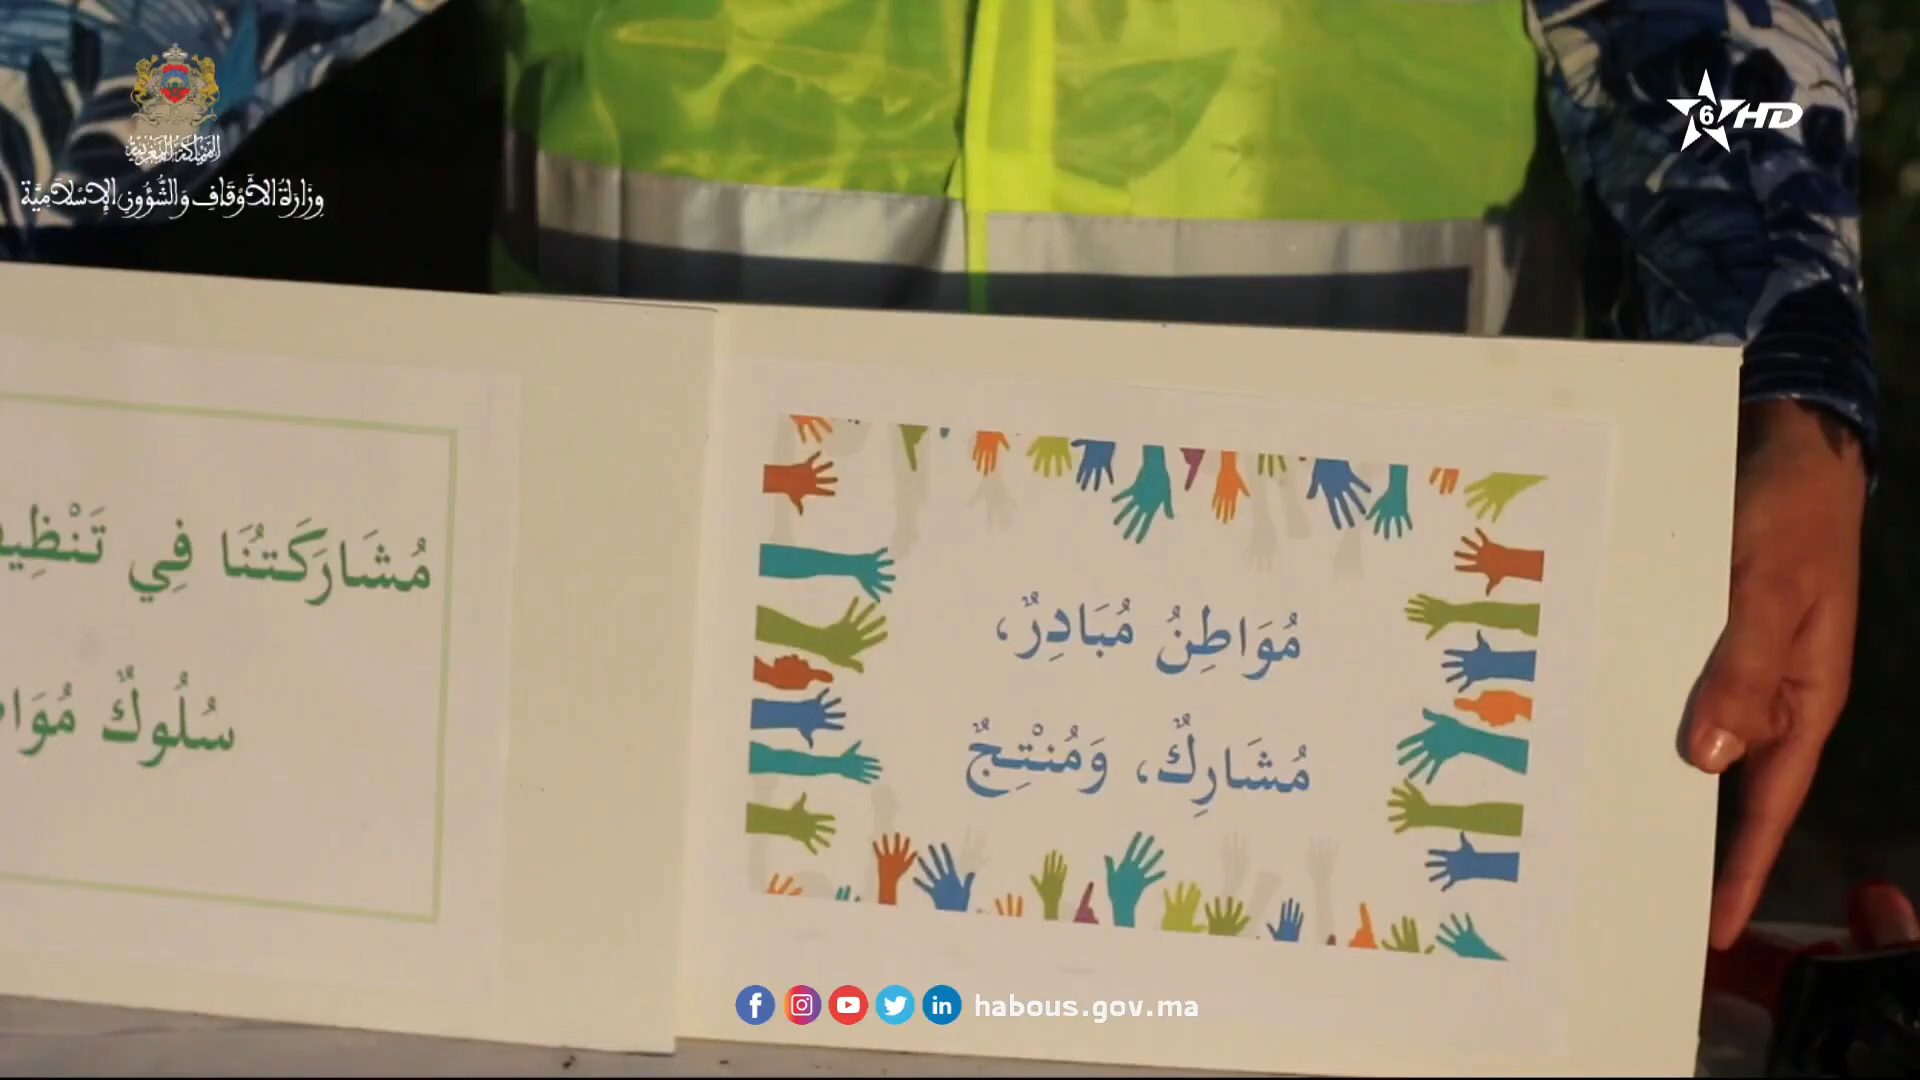 المملكة المغربية
وزارة الأوقاف والشؤون الإسلامية
6 HD
مُشَارَكَتُنَا فِي
سُلُوكٌ
مُوَاطِنُ مُبَادِرٌ،
مُشَارِكٌ، وَمُنْتِجٌ
habous.gov.ma